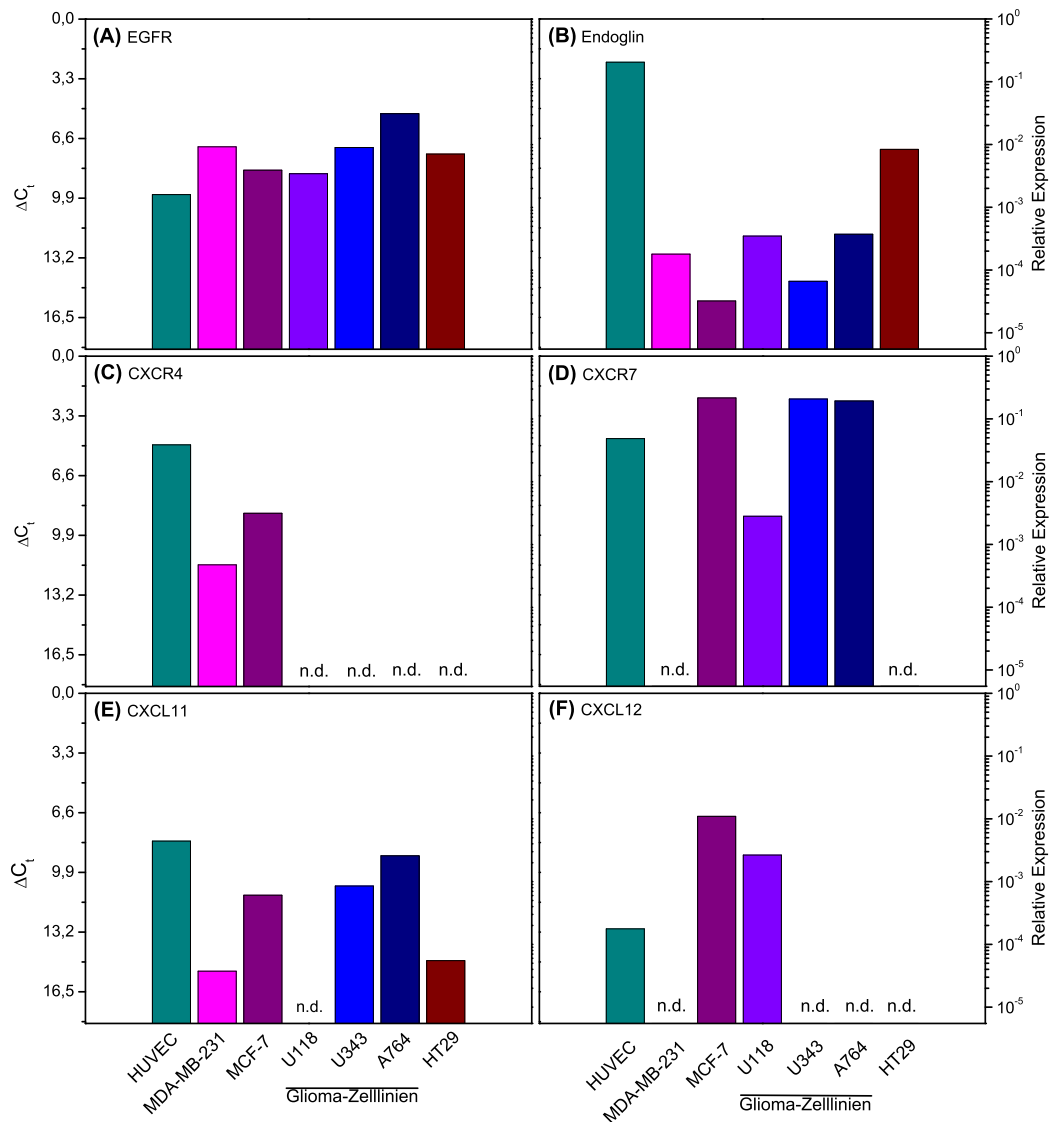 (A) EGFR
(B) Endoglin
0,0
3,3
6,6
9,9
13,2
16,5
ΔCt
10^0
10^-1
10^-2
10^-3
10^-4
10^-5
Relative Expression
(C) CXCR4
(D) CXCR7
0,0
3,3
6,6
9,9
13,2
16,5
ΔCt
n.d. n.d. n.d. n.d.
n.d. n.d.
10^0
10^-1
10^-2
10^-3
10^-4
10^-5
Relative Expression
(E) CXCL11
(F) CXCL12
0,0
3,3
6,6
9,9
13,2
16,5
ΔCt
n.d.
n.d. n.d. n.d. n.d.
10^0
10^-1
10^-2
10^-3
10^-4
10^-5
Relative Expression
HUVEC
MDA-MB-231
MCF-7
U118
U343
A764
HT29
Glioma-Zelllinien
HUVEC
MDA-MB-231
MCF-7
U118
U343
A764
HT29
Glioma-Zelllinien